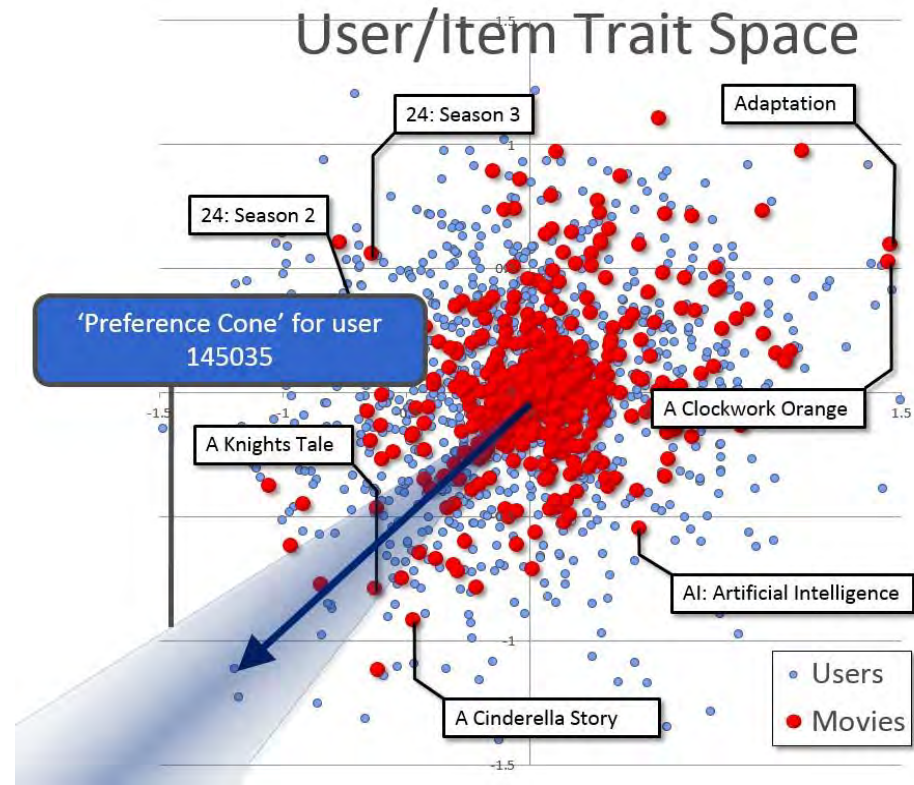 User/Item Trait Space
1.5
24: Season 3
Adaptation
1
24: Season 2
'Preference Cone' for user
145035
-1.5
-1
1.5
A Clockwork Orange
A Knights Tale
AI: Artificial Intelligence
-1
Users
A Cinderella Story
Movies
-1.5